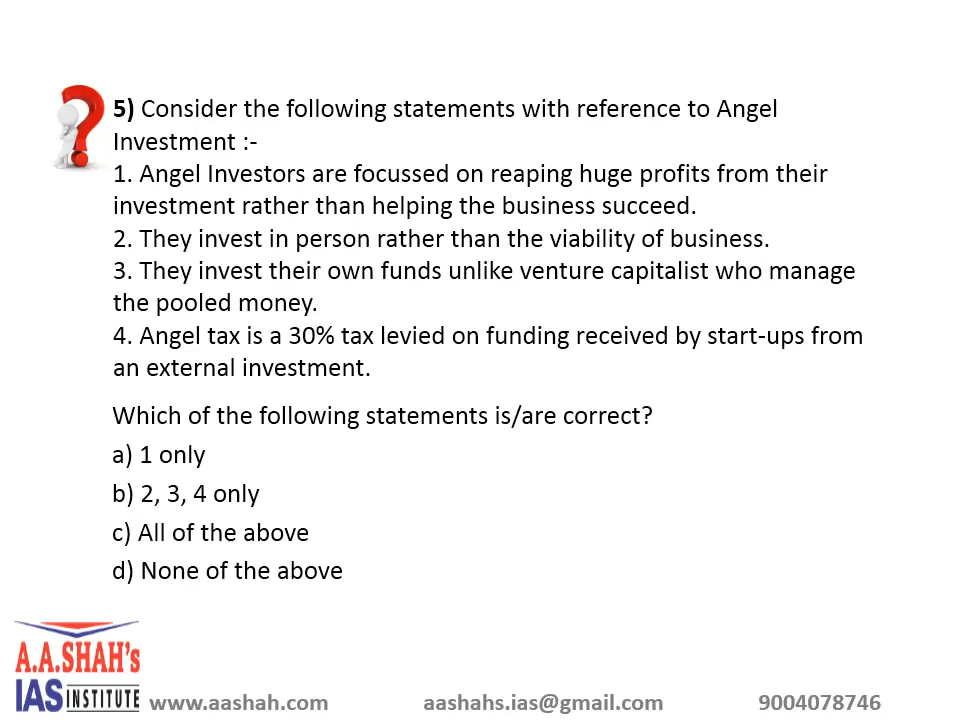 5) Consider the following statements with reference to Angel
Investment :-
1. Angel Investors are focussed on reaping huge profits from their
investment rather than helping the business succeed.
2. They invest in person rather than the viability of business.
3. They invest their own funds unlike venture capitalist who manage
the pooled money.
4. Angel tax is a 30% tax levied on funding received by start-ups from
an external investment.
Which of the following statements is/are correct?
a) 1 only
b) 2, 3, 4 only
c) All of the above
d) None of the above
A.A.SHAH's
IAS INSTITUTE
www.aashah.com aashahs.ias@gmail.com 9004078746